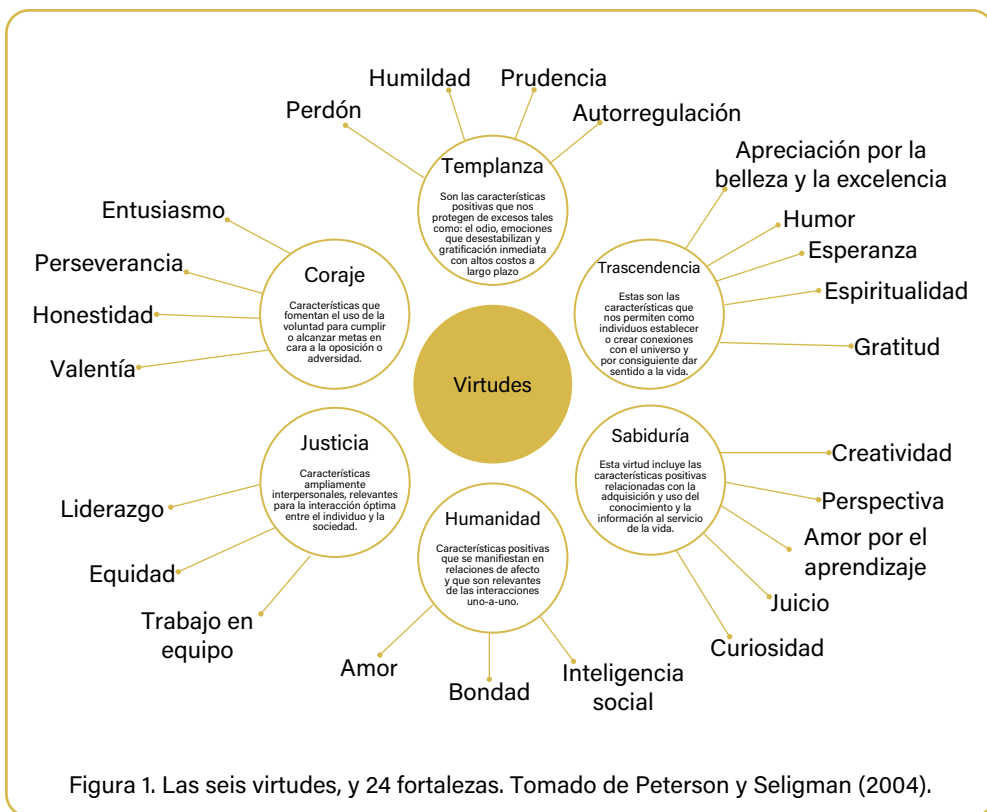 Humildad
Prudencia
Perdón
Autorregulación
Templanza
Son las características
positivas que nos
protegen de excesos tales
como: el odio, emociones
que desestabilizan y
gratificación inmediata
con altos costos a
largo plazo
Apreciación por la
belleza y la excelencia
Humor
Esperanza
Espiritualidad
Gratitud
Trascendencia
Estas son las
características que
nos permiten como
individuos establecer
o crear conexiones
con el universo y
por consiguiente dar
sentido a la vida.
Entusiasmo
Perseverancia
Honestidad
Valentía
Coraje
Características que
fomentan el uso de la
voluntad para cumplir
o alcanzar metas en
cara a la oposición o
adversidad.
Virtudes
Justicia
Características
ampliamente
interpersonales, relevantes
para la interacción óptima
entre el individuo y la
sociedad.
Liderazgo
Equidad
Trabajo en
equipo
Humanidad
Características positivas
que se manifiestan en
relaciones de afecto
y que son relevantes
de las interacciones
uno-a-uno.
Amor
Bondad
Inteligencia
social
Sabiduría
Esta virtud incluye las
características positivas
relacionadas con la
adquisición y uso del
conocimiento y la
información al servicio
de la vida.
Creatividad
Perspectiva
Amor por el
aprendizaje
Juicio
Curiosidad
Figura 1. Las seis virtudes, y 24 fortalezas. Tomado de Peterson y Seligman (2004).